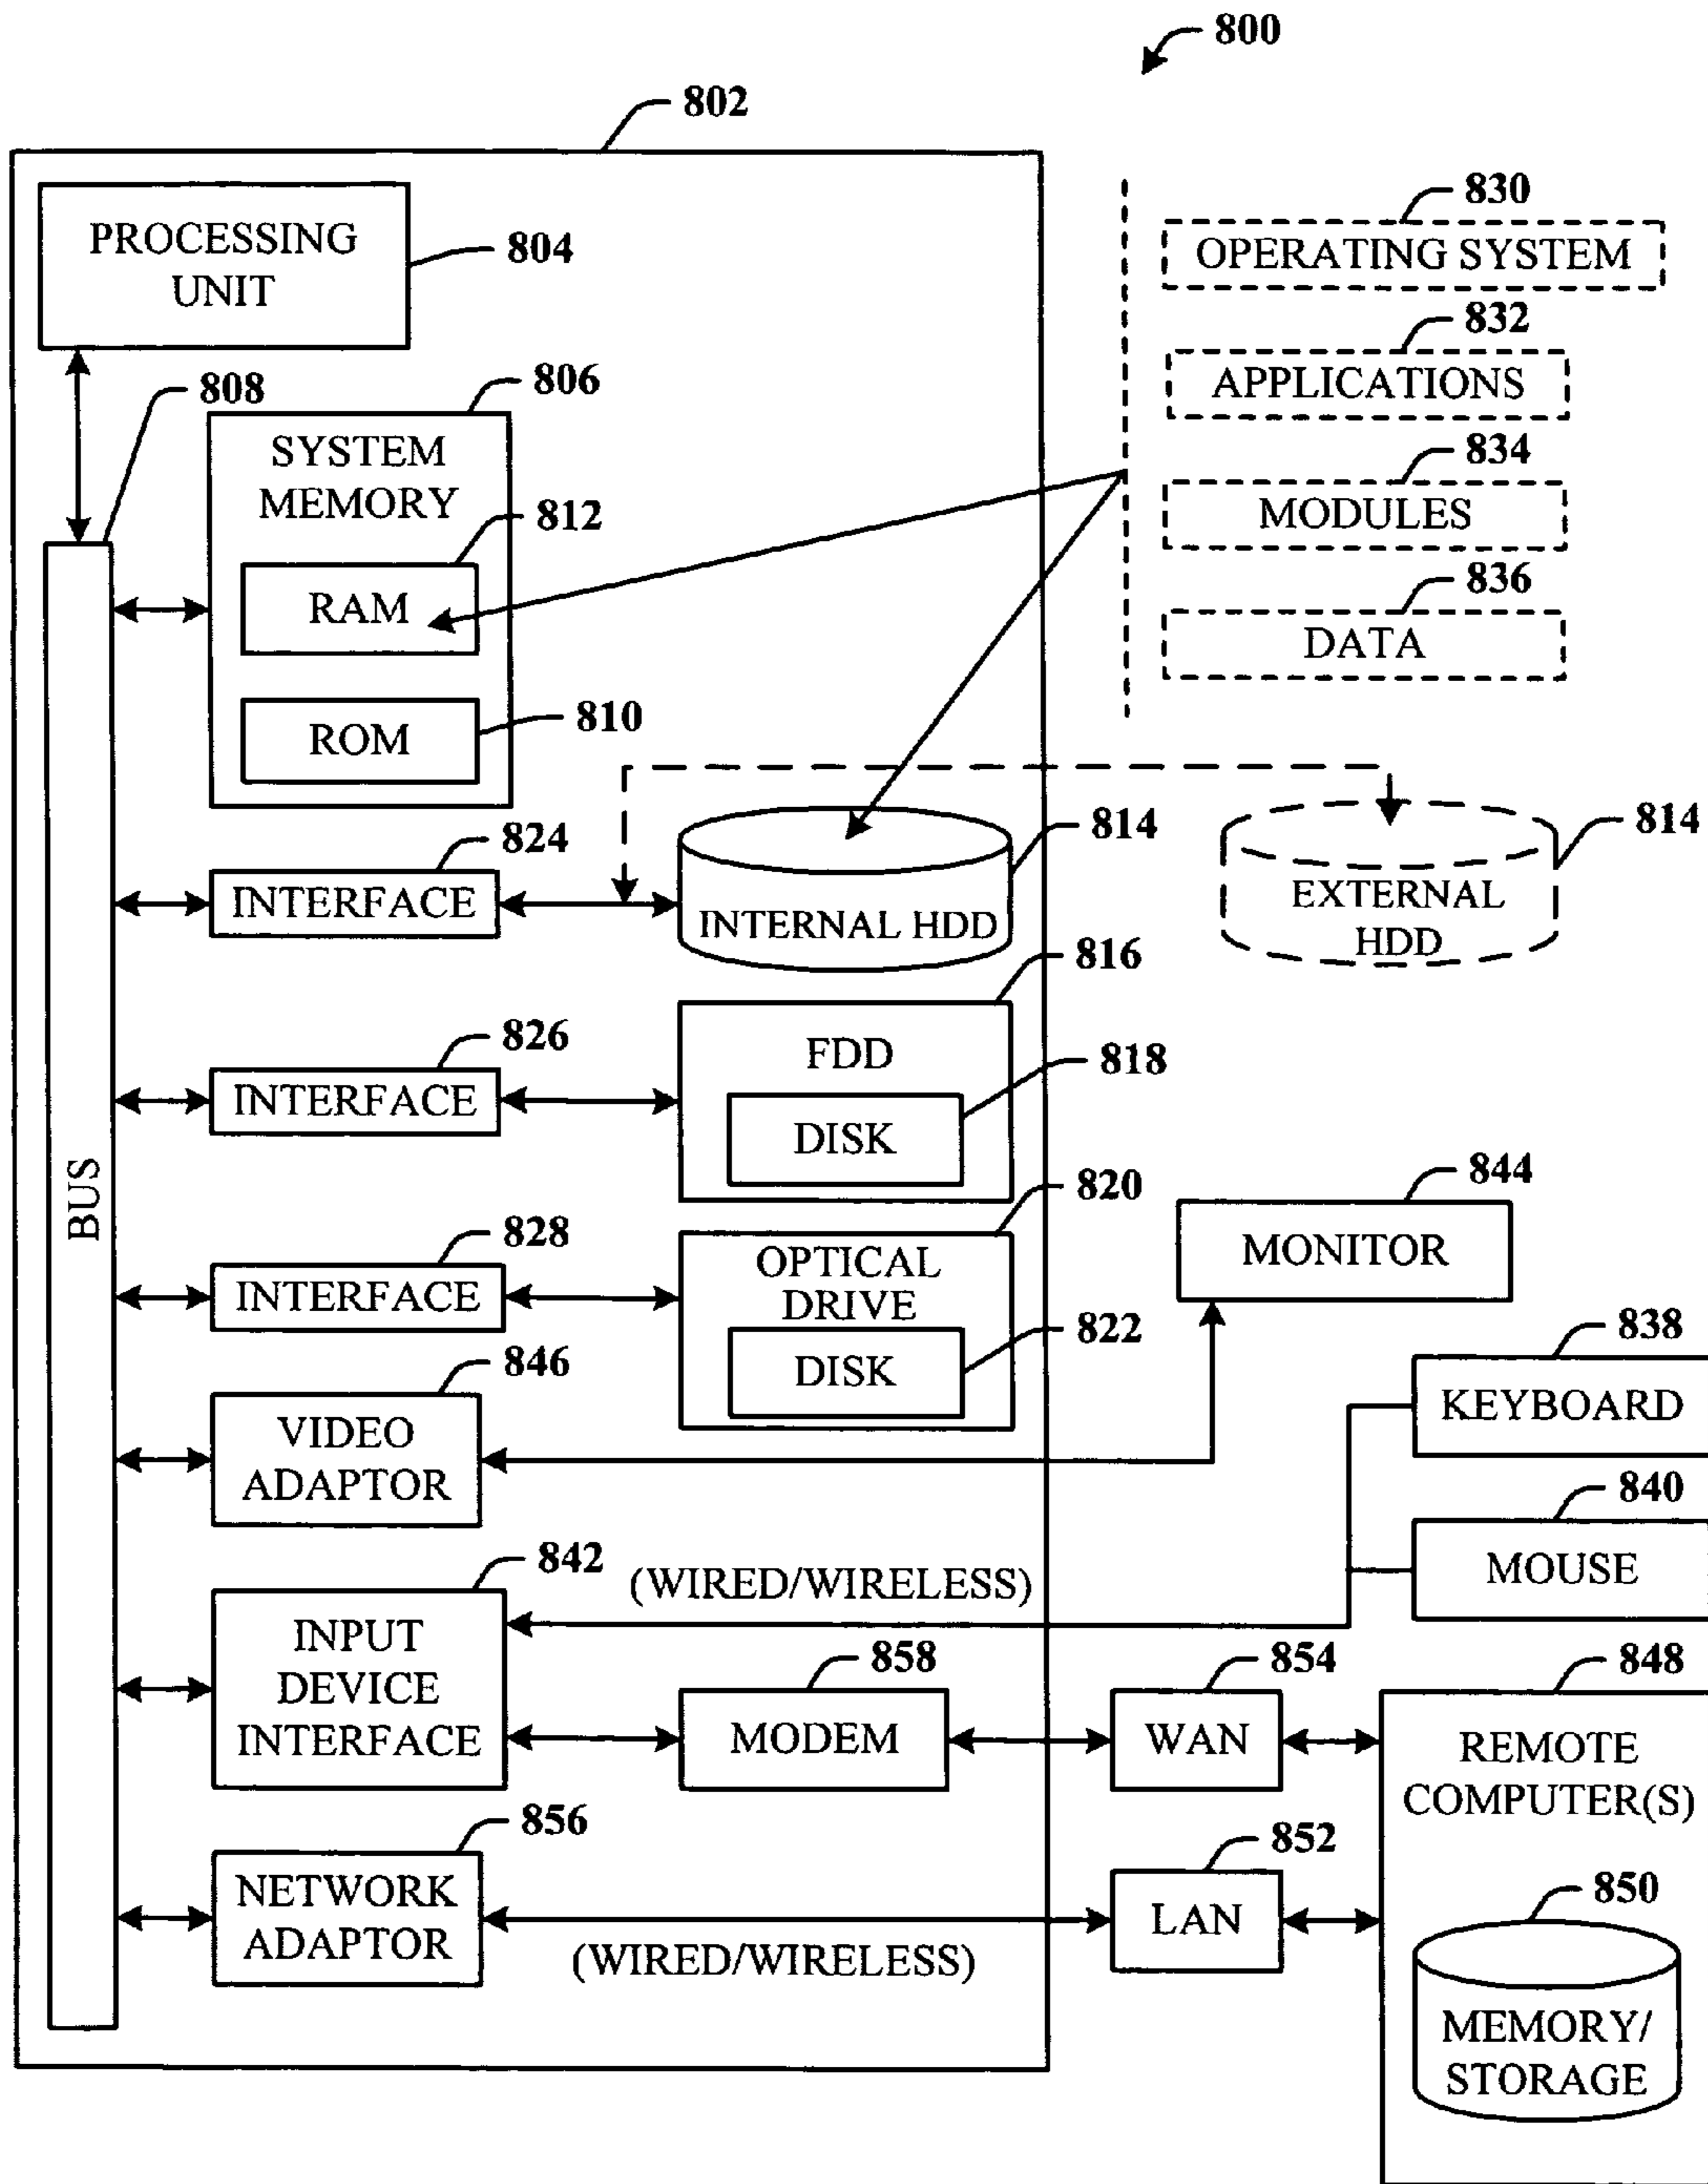 800
802
PROCESSING
UNIT
804
830
OPERATING SYSTEM
832
APPLICATIONS
834
MODULES
836
DATA
808
806
SYSTEM
MEMORY
812
RAM
810
ROM
BUS
824
INTERFACE
814
INTERNAL HDD
814
EXTERNAL
HDD
826
INTERFACE
816
FDD
818
DISK
828
INTERFACE
820
OPTICAL
DRIVE
822
DISK
844
MONITOR
846
VIDEO
ADAPTOR
838
KEYBOARD
840
MOUSE
842
INPUT
DEVICE
INTERFACE
(WIRED/WIRELESS)
858
MODEM
854
WAN
848
REMOTE
COMPUTER(S)
856
NETWORK
ADAPTOR
(WIRED/WIRELESS)
852
LAN
850
MEMORY/
STORAGE